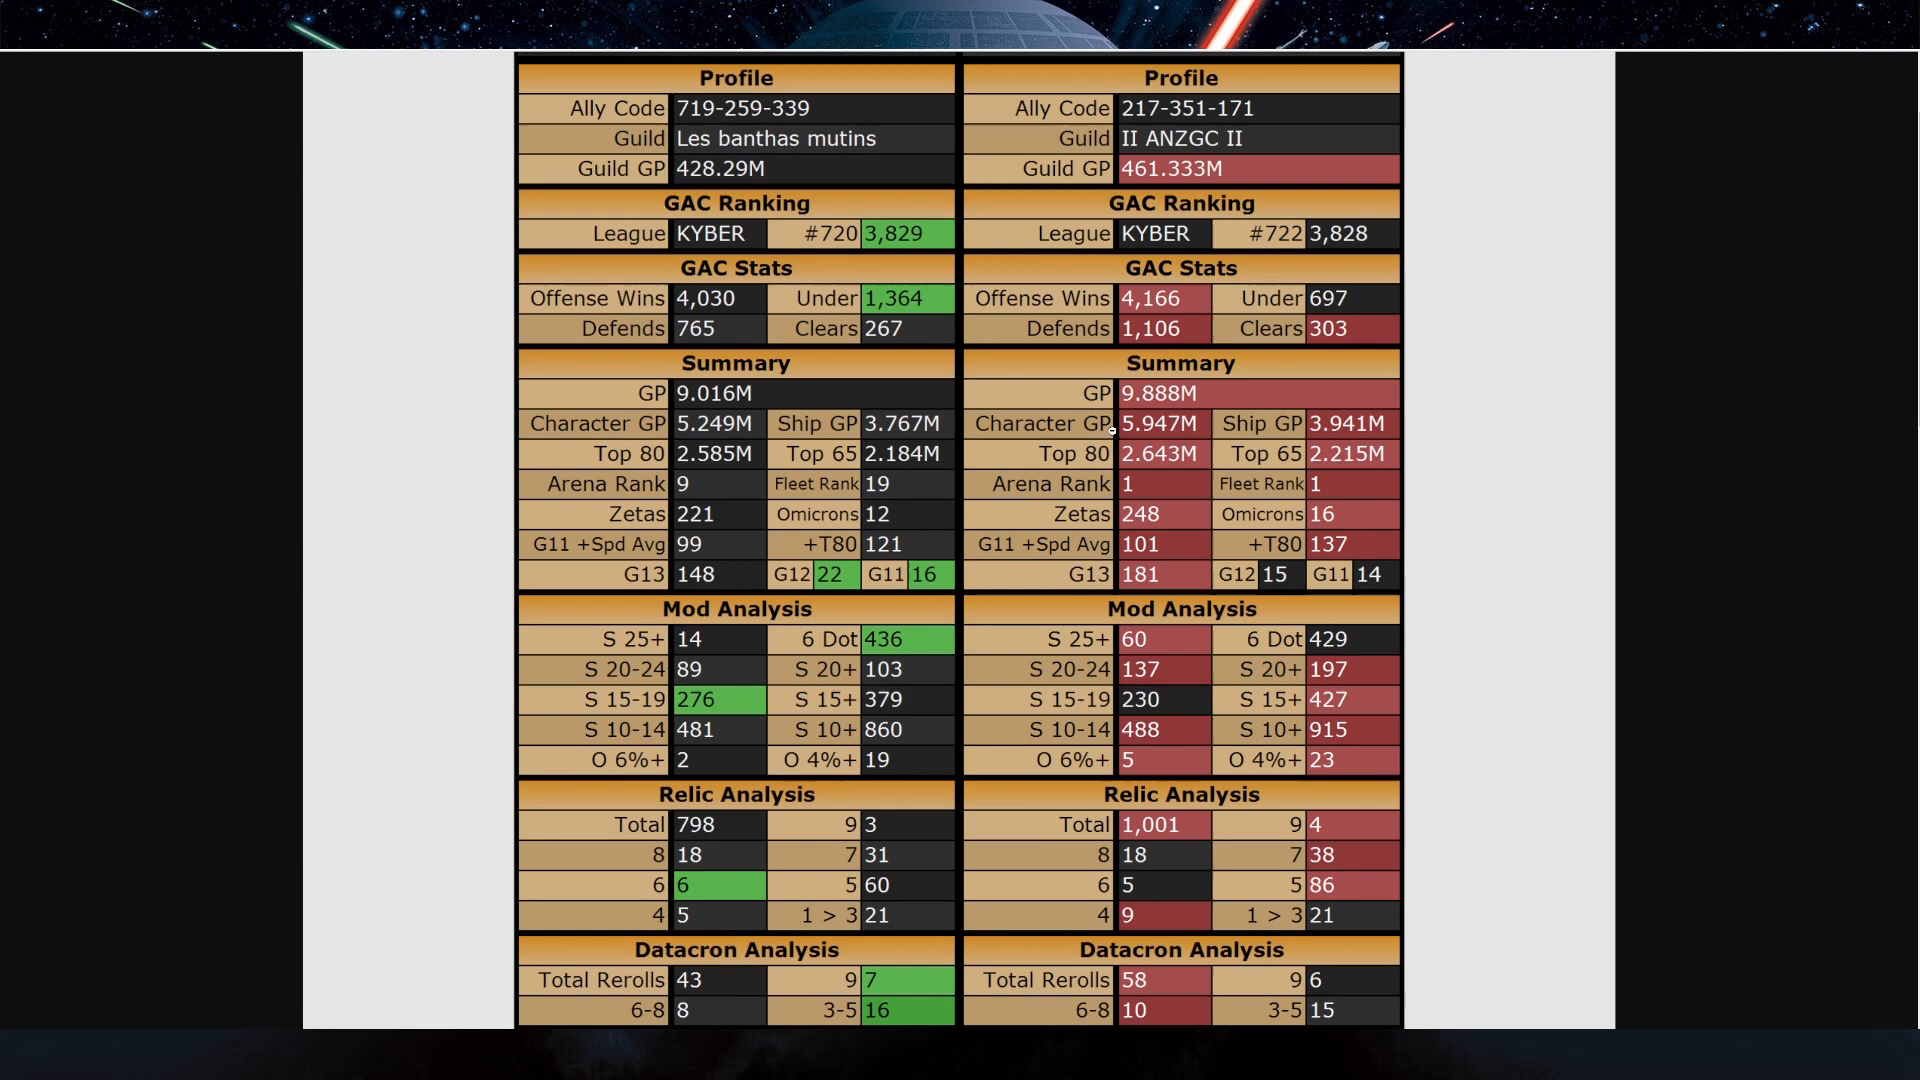 Profile
Ally Code 719-259-339
Guild Les banthas mutins
Guild GP 428.29M
GAC Ranking
League KYBER #720 3,829
GAC Stats
Offense Wins 4,030 Under 1,364
Defends 765 Clears 267
Summary
GP 9.016M
Character GP 5.249M Ship GP 3.767M
Top 80 2.585M Top 65 2.184M
Arena Rank 9 Fleet Rank 19
Zetas 221 Omicrons 12
G11 +Spd Avg 99 +T80 121
G13 148 G12 22 G11 16
Mod Analysis
S 25+ 14 6 Dot 436
S 20-24 89 S 20+ 103
S 15-19 276 S 15+ 379
S 10-14 481 S 10+ 860
O 6%+ 2 O 4%+ 19
Relic Analysis
Total 798 9 3
8 18 7 31
6 6 5 60
4 5 1 > 3 21
Datacron Analysis
Total Rerolls 43 9 7
6-8 8 3-5 16
Profile
Ally Code 217-351-171
Guild II ANZGC II
Guild GP 461.333M
GAC Ranking
League KYBER #722 3,828
GAC Stats
Offense Wins 4,166 Under 697
Defends 1,106 Clears 303
Summary
GP 9.888M
Character GP 5.947M Ship GP 3.941M
Top 80 2.643M Top 65 2.215M
Arena Rank 1 Fleet Rank 1
Zetas 248 Omicrons 16
G11 +Spd Avg 101 +T80 137
G13 181 G12 15 G11 14
Mod Analysis
S 25+ 60 6 Dot 429
S 20-24 137 S 20+ 197
S 15-19 230 S 15+ 427
S 10-14 488 S 10+ 915
O 6%+ 5 O 4%+ 23
Relic Analysis
Total 1,001 9 4
8 18 7 38
6 5 5 86
4 9 1 > 3 21
Datacron Analysis
Total Rerolls 58 9 6
6-8 10 3-5 15